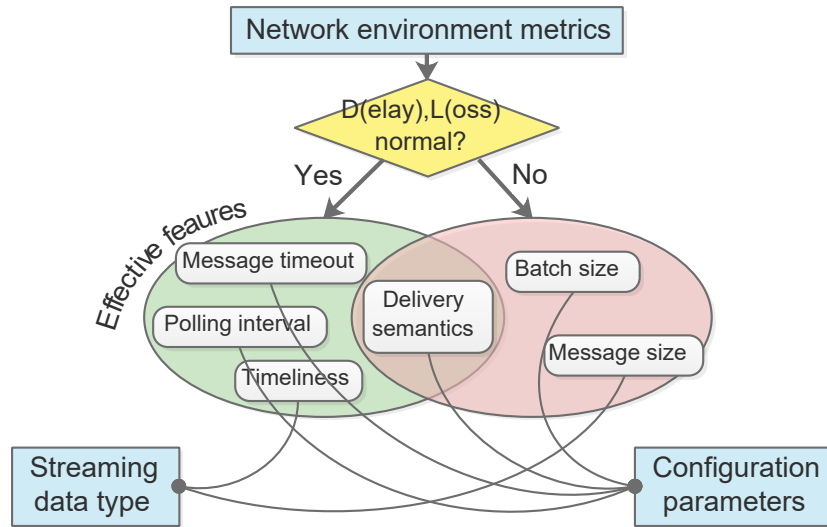 Network environment metrics
D(elay),L(oss)
normal?
Yes
No
Effective feaures
Message timeout
Batch size
Delivery
semantics
Polling interval
Message size
Timeliness
Streaming
data type
Configuration
parameters